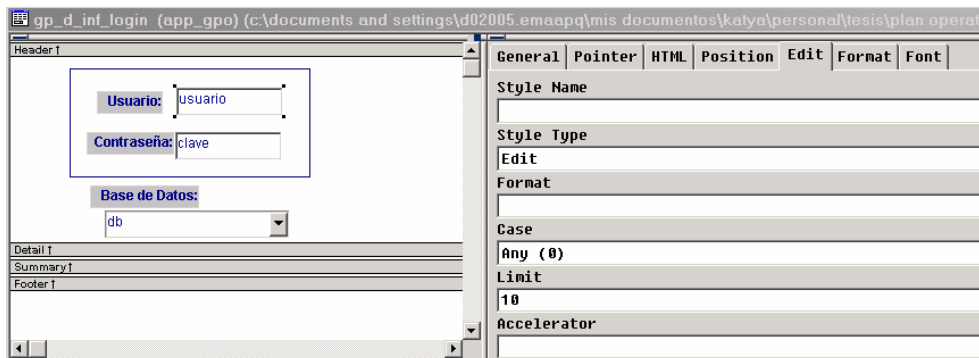 gp_d_inf_login (app_gpo) (c:\documents and settings\d02005.emaapq\mis documentos\katya\personal\tesis\plan operat
Header ↑
Usuario: usuario
Contraseña: clave
Base de Datos:
db
Detail ↑
Summary ↑
Footer ↑
General Pointer HTML Position Edit Format Font
Style Name
Style Type
Edit
Format
Case
Any (0)
Limit
10
Accelerator